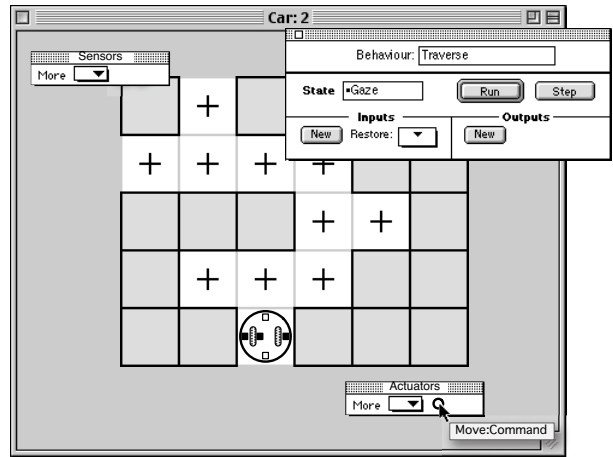 Car: 2
Sensors
More
Behaviour: Traverse
State •Gaze Run Step
Inputs Outputs
New Restore: New
Actuators
More
Move:Command